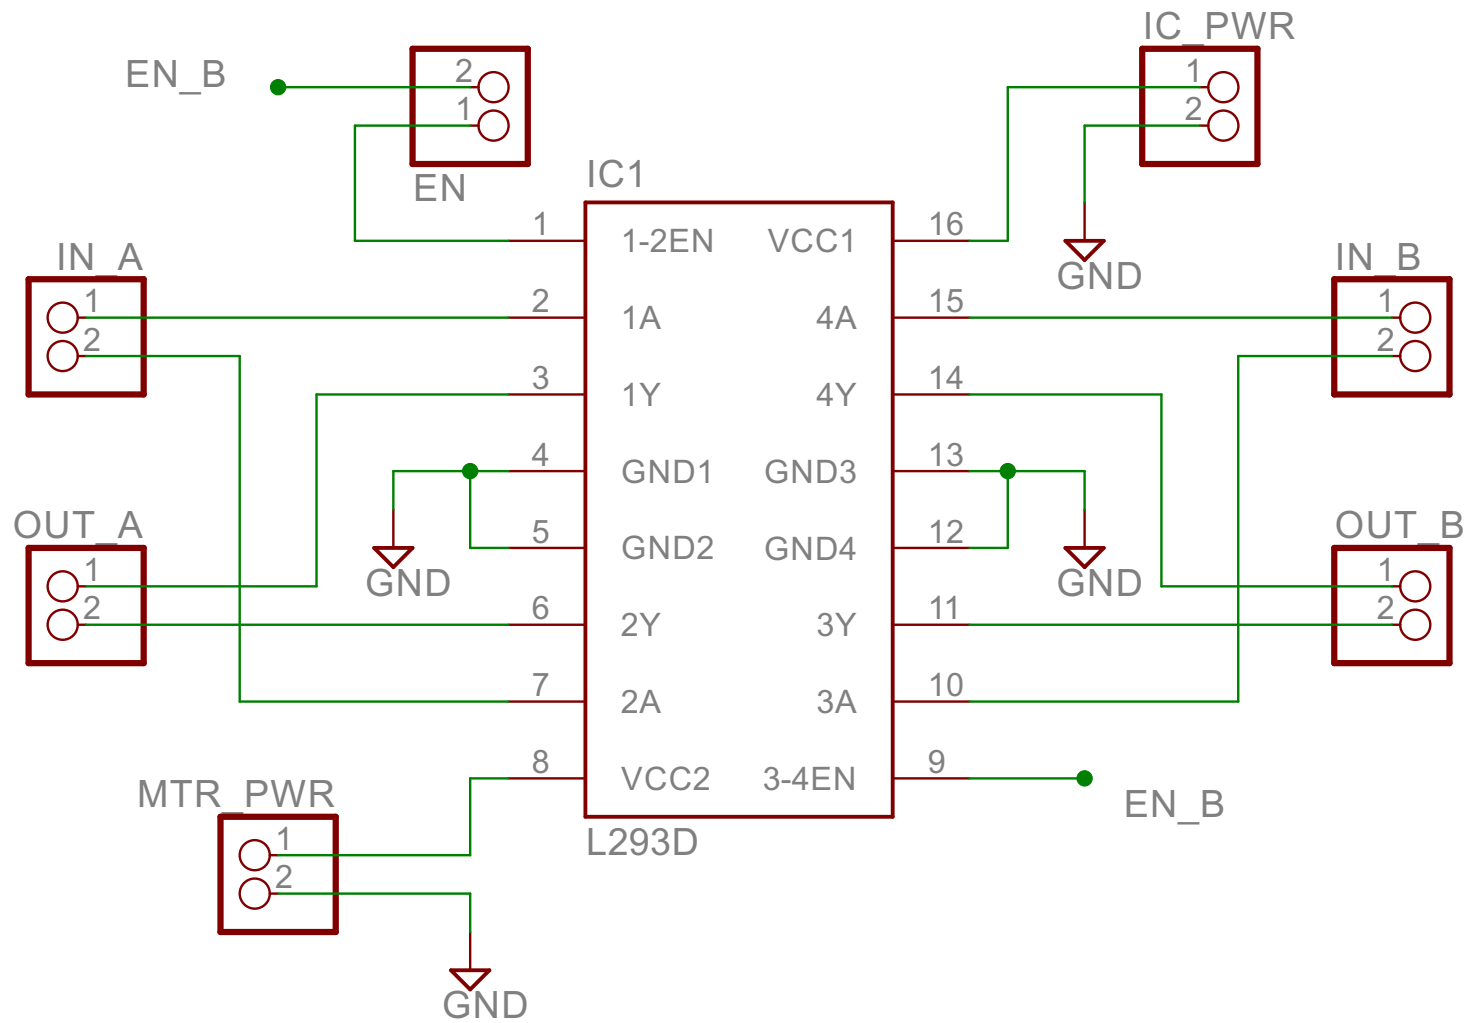 IC_PWR
EN_B
2
1
EN
1
2
GND
IC1
1
1-2EN
VCC1
16
IN_A
1
2
2
1A
4A
15
IN_B
1
2
3
1Y
4Y
14
4
GND1
GND3
13
GND
GND
5
GND2
GND4
12
OUT_A
1
2
OUT_B
1
2
6
2Y
3Y
11
7
2A
3A
10
8
VCC2
3-4EN
9
EN_B
MTR_PWR
1
2
GND
L293D